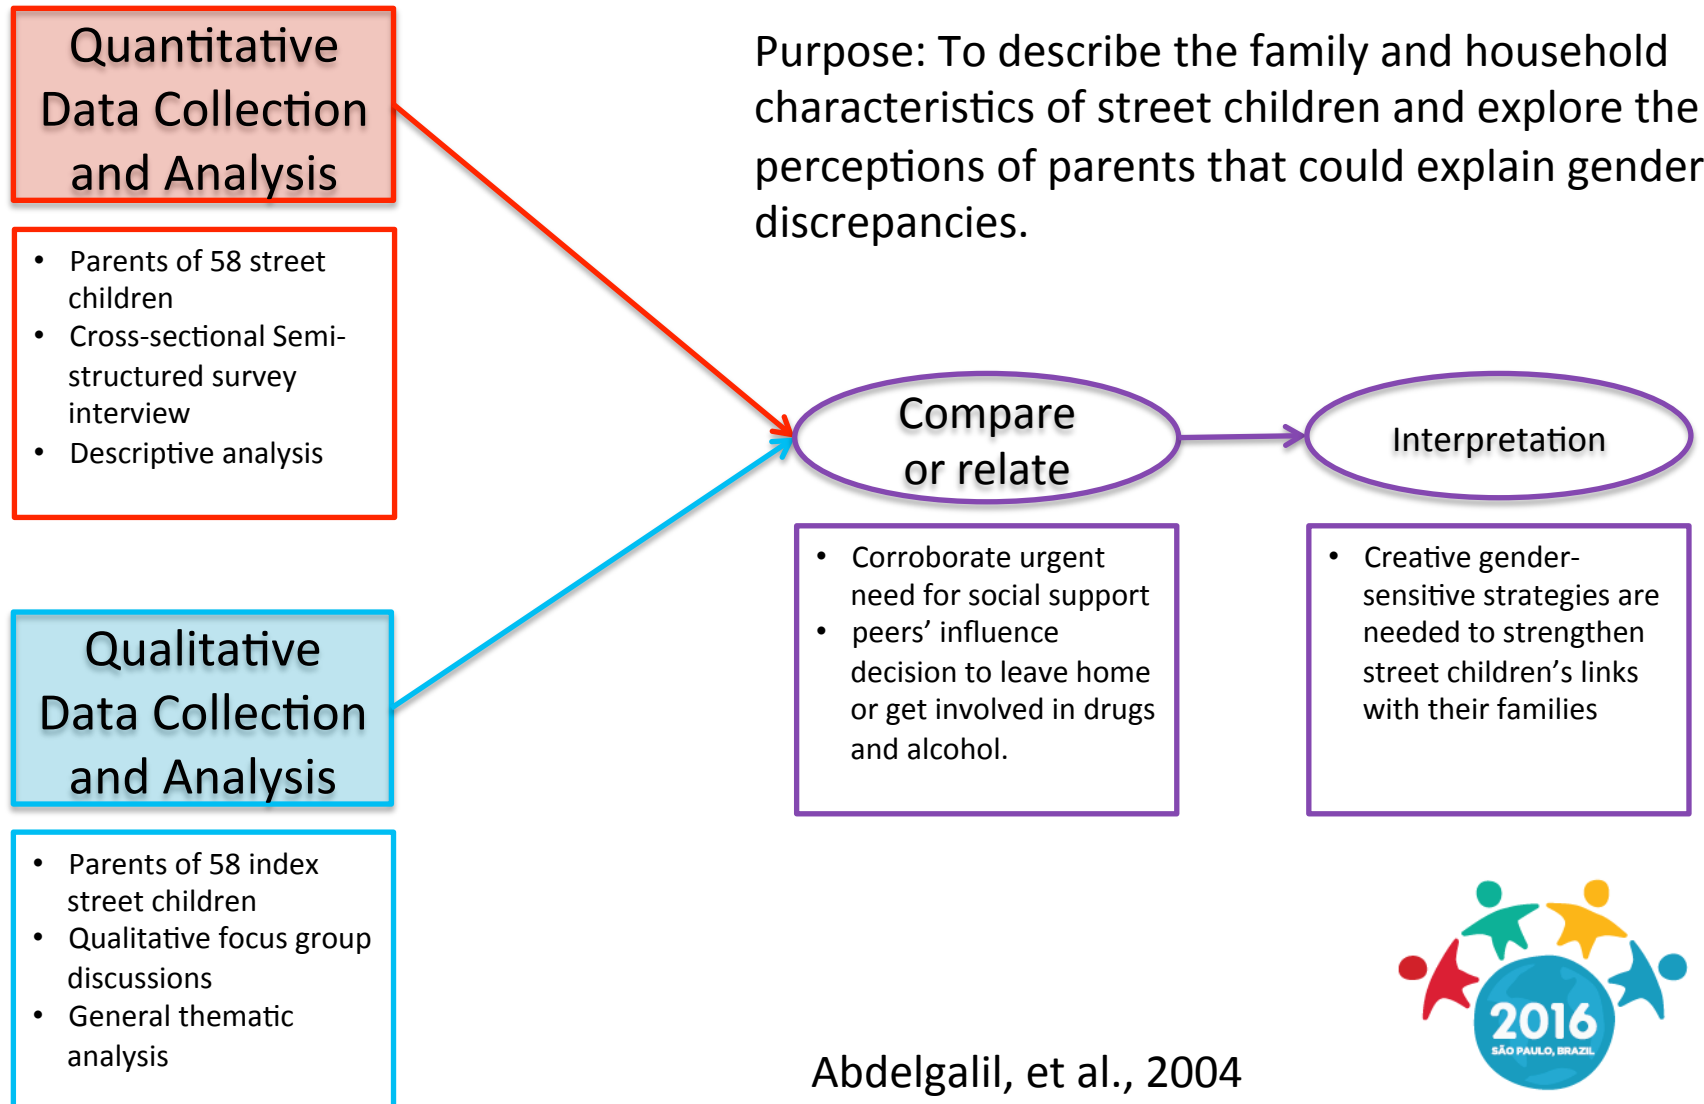 Quantitative
Data Collection
and Analysis
• Parents of 58 street
children
• Cross-sectional Semi-
structured survey
interview
• Descriptive analysis
Purpose: To describe the family and household
characteristics of street children and explore the
perceptions of parents that could explain gender
discrepancies.
Qualitative
Data Collection
and Analysis
• Parents of 58 index
street children
• Qualitative focus group
discussions
• General thematic
analysis
Compare
or relate
• Corroborate urgent
need for social support
• peers’ influence
decision to leave home
or get involved in drugs
and alcohol.
Interpretation
• Creative gender-
sensitive strategies are
needed to strengthen
street children’s links
with their families
Abdelgalil, et al., 2004
2016
SÃO PAULO, BRAZIL